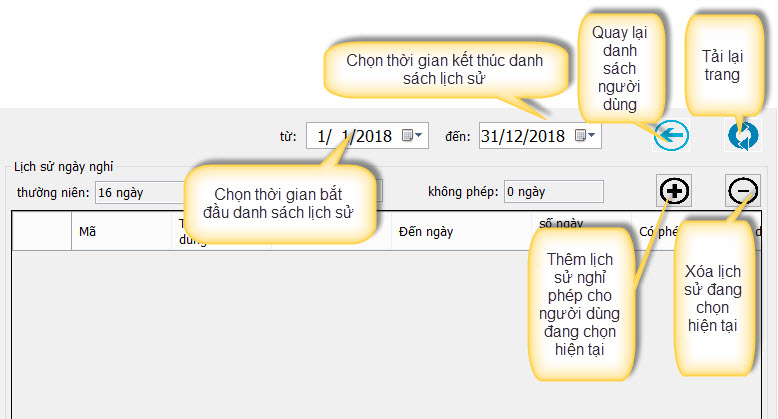 Chọn thời gian kết thúc danh
sách lịch sử
Quay lại
danh
sách
người
dùng
Tải lại
trang
từ: 1/ 1/2018
đến: 31/12/2018
Lịch sử ngày nghỉ
thường niên: 16 ngày
không phép: 0 ngày
Chọn thời gian bắt
đầu danh sách lịch sử
Mã
dùng
Đến ngày
số ngày
Có phé
Thêm lịch
sử nghỉ
phép cho
người dùng
đang chọn
hiện tại
Xóa lịch
sử đang
chọn
hiện tại